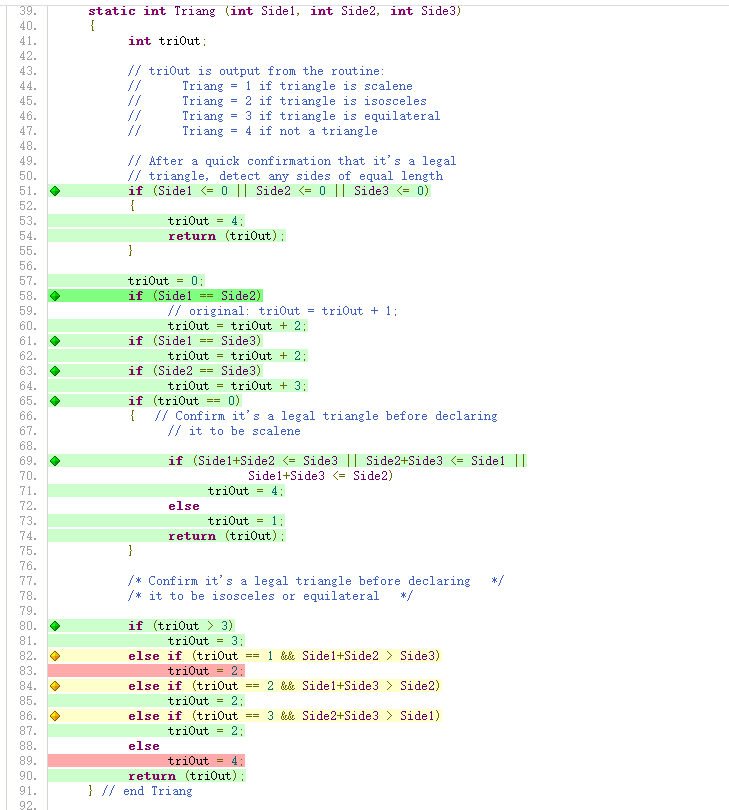 39. static int Triang (int Side1, int Side2, int Side3)
40. {
41. int triOut;
42.
43. // triOut is output from the routine:
44. // Triang = 1 if triangle is scalene
45. // Triang = 2 if triangle is isosceles
46. // Triang = 3 if triangle is equilateral
47. // Triang = 4 if not a triangle
48.
49. // After a quick confirmation that it's a legal
50. // triangle, detect any sides of equal length
51. if (Side1 <= 0 || Side2 <= 0 || Side3 <= 0)
52. {
53. triOut = 4;
54. return (triOut);
55. }
56.
57. triOut = 0;
58. if (Side1 == Side2)
59. // original: triOut = triOut + 1;
60. triOut = triOut + 2;
61. if (Side1 == Side3)
62. triOut = triOut + 2;
63. if (Side2 == Side3)
64. triOut = triOut + 3;
65. if (triOut == 0)
66. { // Confirm it's a legal triangle before declaring
67. // it to be scalene
68.
69. if (Side1+Side2 <= Side3 || Side2+Side3 <= Side1 ||
70. Side1+Side3 <= Side2)
71. triOut = 4;
72. else
73. triOut = 1;
74. return (triOut);
75. }
76.
77. /* Confirm it's a legal triangle before declaring */
78. /* it to be isosceles or equilateral */
79.
80. if (triOut > 3)
81. triOut = 3;
82. else if (triOut == 1 && Side1+Side2 > Side3)
83. triOut = 2;
84. else if (triOut == 2 && Side1+Side3 > Side2)
85. triOut = 2;
86. else if (triOut == 3 && Side2+Side3 > Side1)
87. triOut = 2;
88. else
89. triOut = 4;
90. return (triOut);
91. } // end Triang
92.